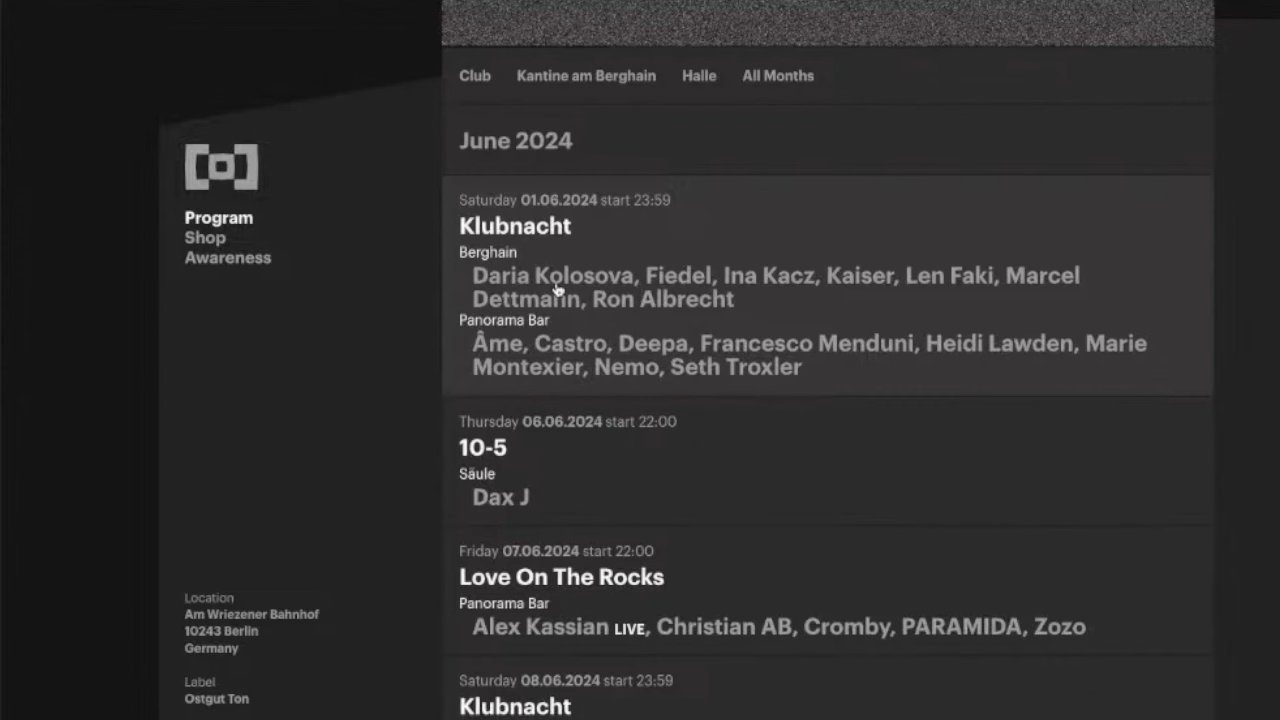 Club Kantine am Berghain Halle All Months
June 2024
Program
Shop
Awareness
Saturday 01.06.2024 start 23:59
Klubnacht
Berghain
Daria Kolosova, Fiedel, Ina Kacz, Kaiser, Len Faki, Marcel
Dettmann, Ron Albrecht
Panorama Bar
Âme, Castro, Deepa, Francesco Menduni, Heidi Lawden, Marie
Montexier, Nemo, Seth Troxler
Thursday 06.06.2024 start 22:00
10-5
Säule
Dax J
Friday 07.06.2024 start 22:00
Love On The Rocks
Panorama Bar
Alex Kassian LIVE, Christian AB, Cromby, PARAMIDA, Zozo
Saturday 08.06.2024 start 23:59
Klubnacht
Location
Am Wriezener Bahnhof
10243 Berlin
Germany
Label
Ostgut Ton